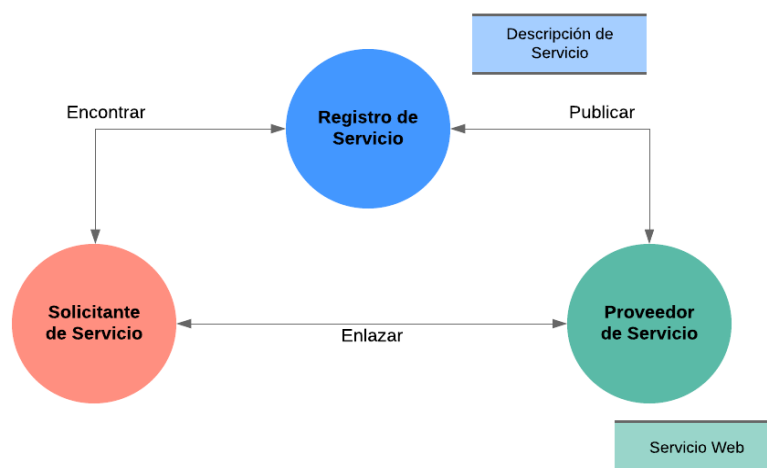 Descripción de
Servicio
Encontrar
Publicar
Registro de
Servicio
Solicitante
de Servicio
Enlazar
Proveedor
de Servicio
Servicio Web